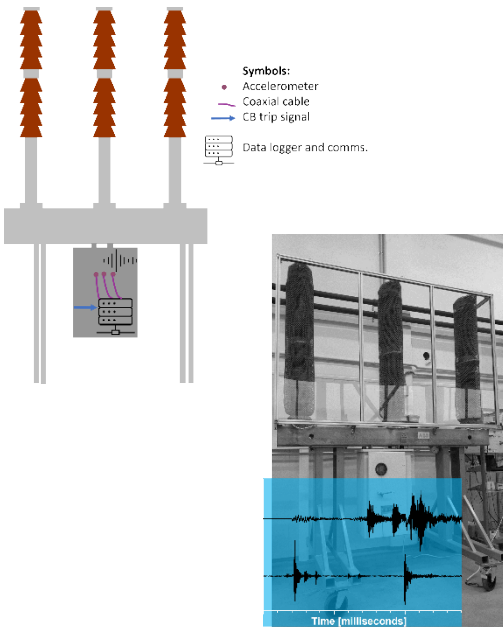 Symbols:
Accelerometer
Coaxial cable
CB trip signal
Data logger and comms.
Time [milliseconds]